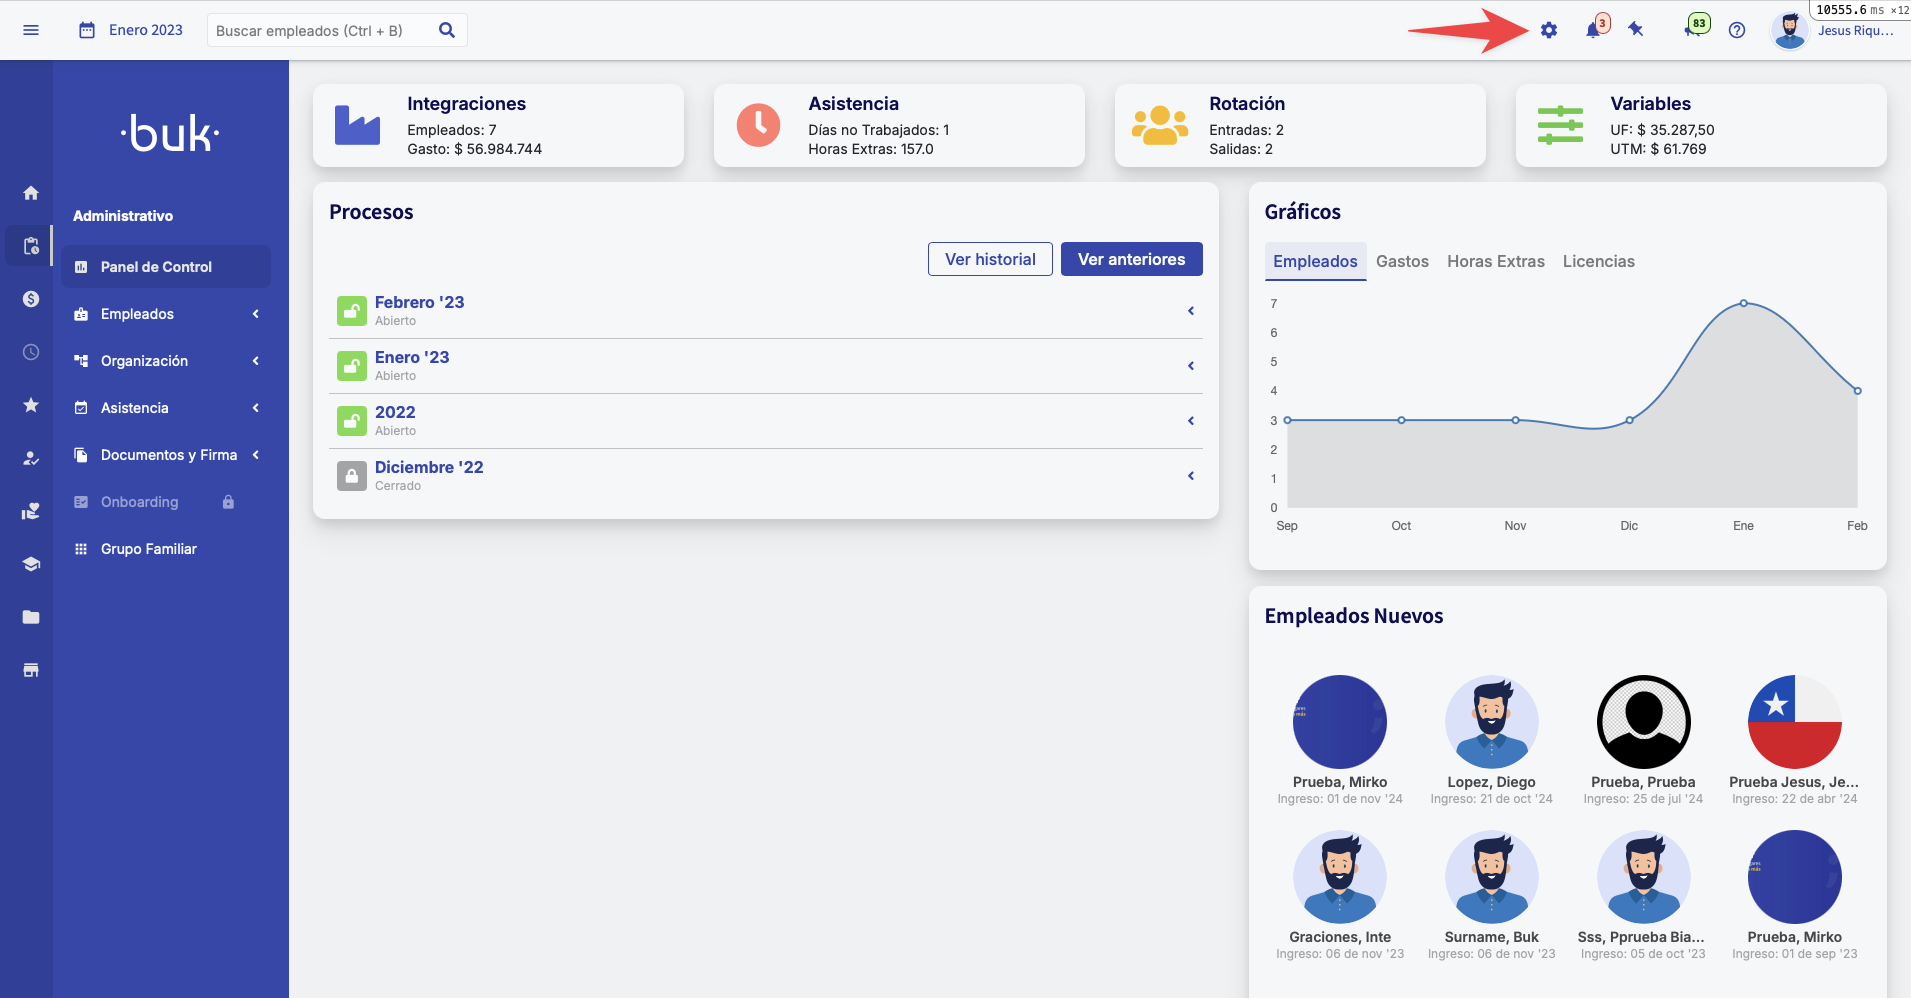 Enero 2023
Buscar empleados (Ctrl + B)
3
83
10555.6 ms ×12
Jesus Riqu...
·buk·
Administrativo
Panel de Control
Empleados
Organización
Asistencia
Documentos y Firma
Onboarding
Grupo Familiar
Integraciones
Empleados: 7
Gasto: $ 56.984.744
Asistencia
Días no Trabajados: 1
Horas Extras: 157.0
Rotación
Entradas: 2
Salidas: 2
Variables
UF: $ 35.287,50
UTM: $ 61.769
Procesos
Ver historial
Ver anteriores
Febrero '23
Abierto
Enero '23
Abierto
2022
Abierto
Diciembre '22
Cerrado
Gráficos
Empleados Gastos Horas Extras Licencias
7
6
5
4
3
2
1
0
Sep Oct Nov Dic Ene Feb
Empleados Nuevos
Prueba, Mirko
Ingreso: 01 de nov '24
Lopez, Diego
Ingreso: 21 de oct '24
Prueba, Prueba
Ingreso: 25 de jul '24
Prueba Jesus, Je...
Ingreso: 22 de abr '24
Graciones, Inte
Ingreso: 06 de nov '23
Surname, Buk
Ingreso: 06 de nov '23
Sss, Pprueba Bia...
Ingreso: 05 de oct '23
Prueba, Mirko
Ingreso: 01 de sep '23